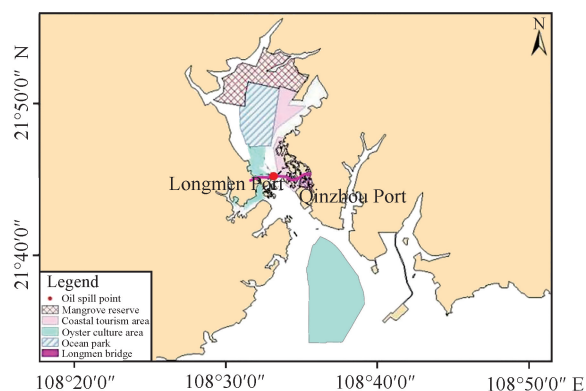 N
21°50′0″ N
Longmen Port
Qinzhou Port
21°40′0″
Legend
Oil spill point
Mangrove reserve
Coastal tourism area
Oyster culture area
Ocean park
Longmen bridge
108°20′0″ 108°30′0″ 108°40′0″ 108°50′0″ E